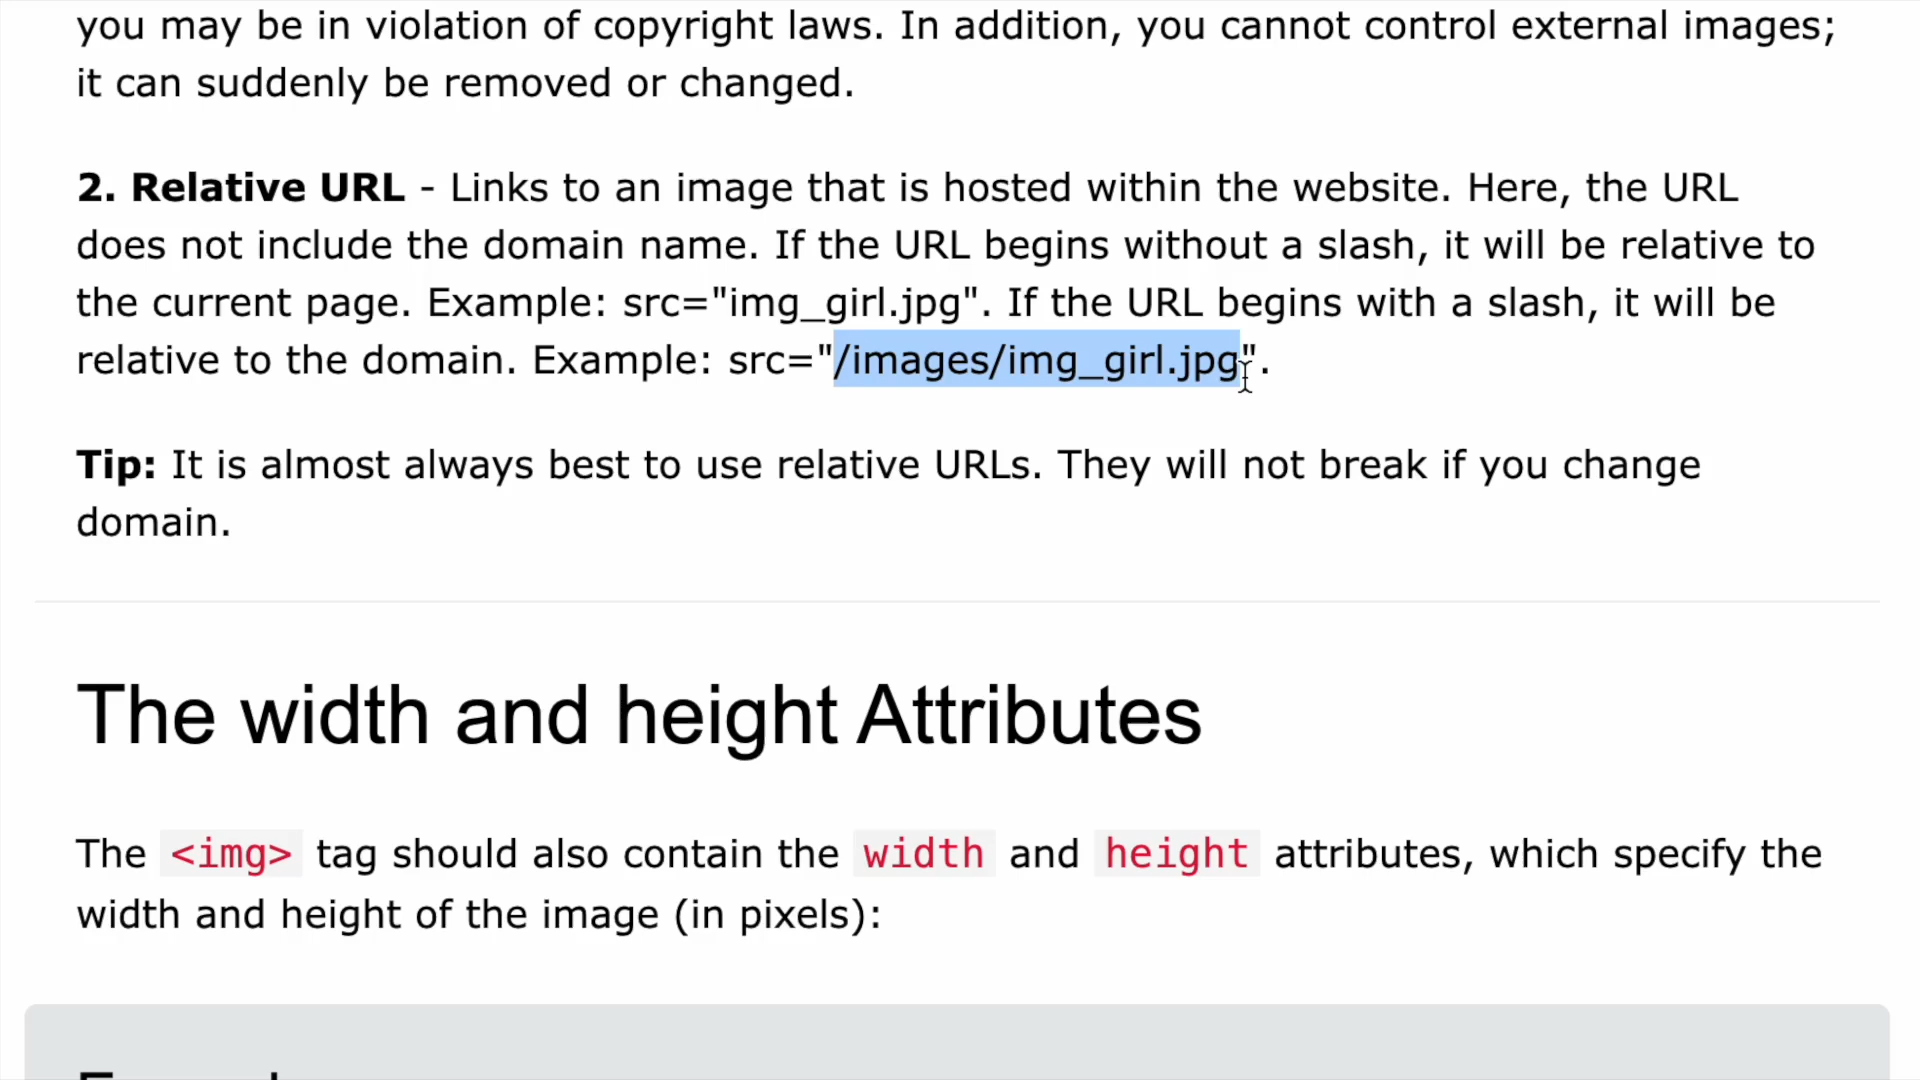 you may be in violation of copyright laws. In addition, you cannot control external images;
it can suddenly be removed or changed.
2. Relative URL - Links to an image that is hosted within the website. Here, the URL
does not include the domain name. If the URL begins without a slash, it will be relative to
the current page. Example: src="img_girl.jpg". If the URL begins with a slash, it will be
relative to the domain. Example: src="/images/img_girl.jpg".
Tip: It is almost always best to use relative URLs. They will not break if you change
domain.
The width and height Attributes
The <img> tag should also contain the width and height attributes, which specify the
width and height of the image (in pixels):